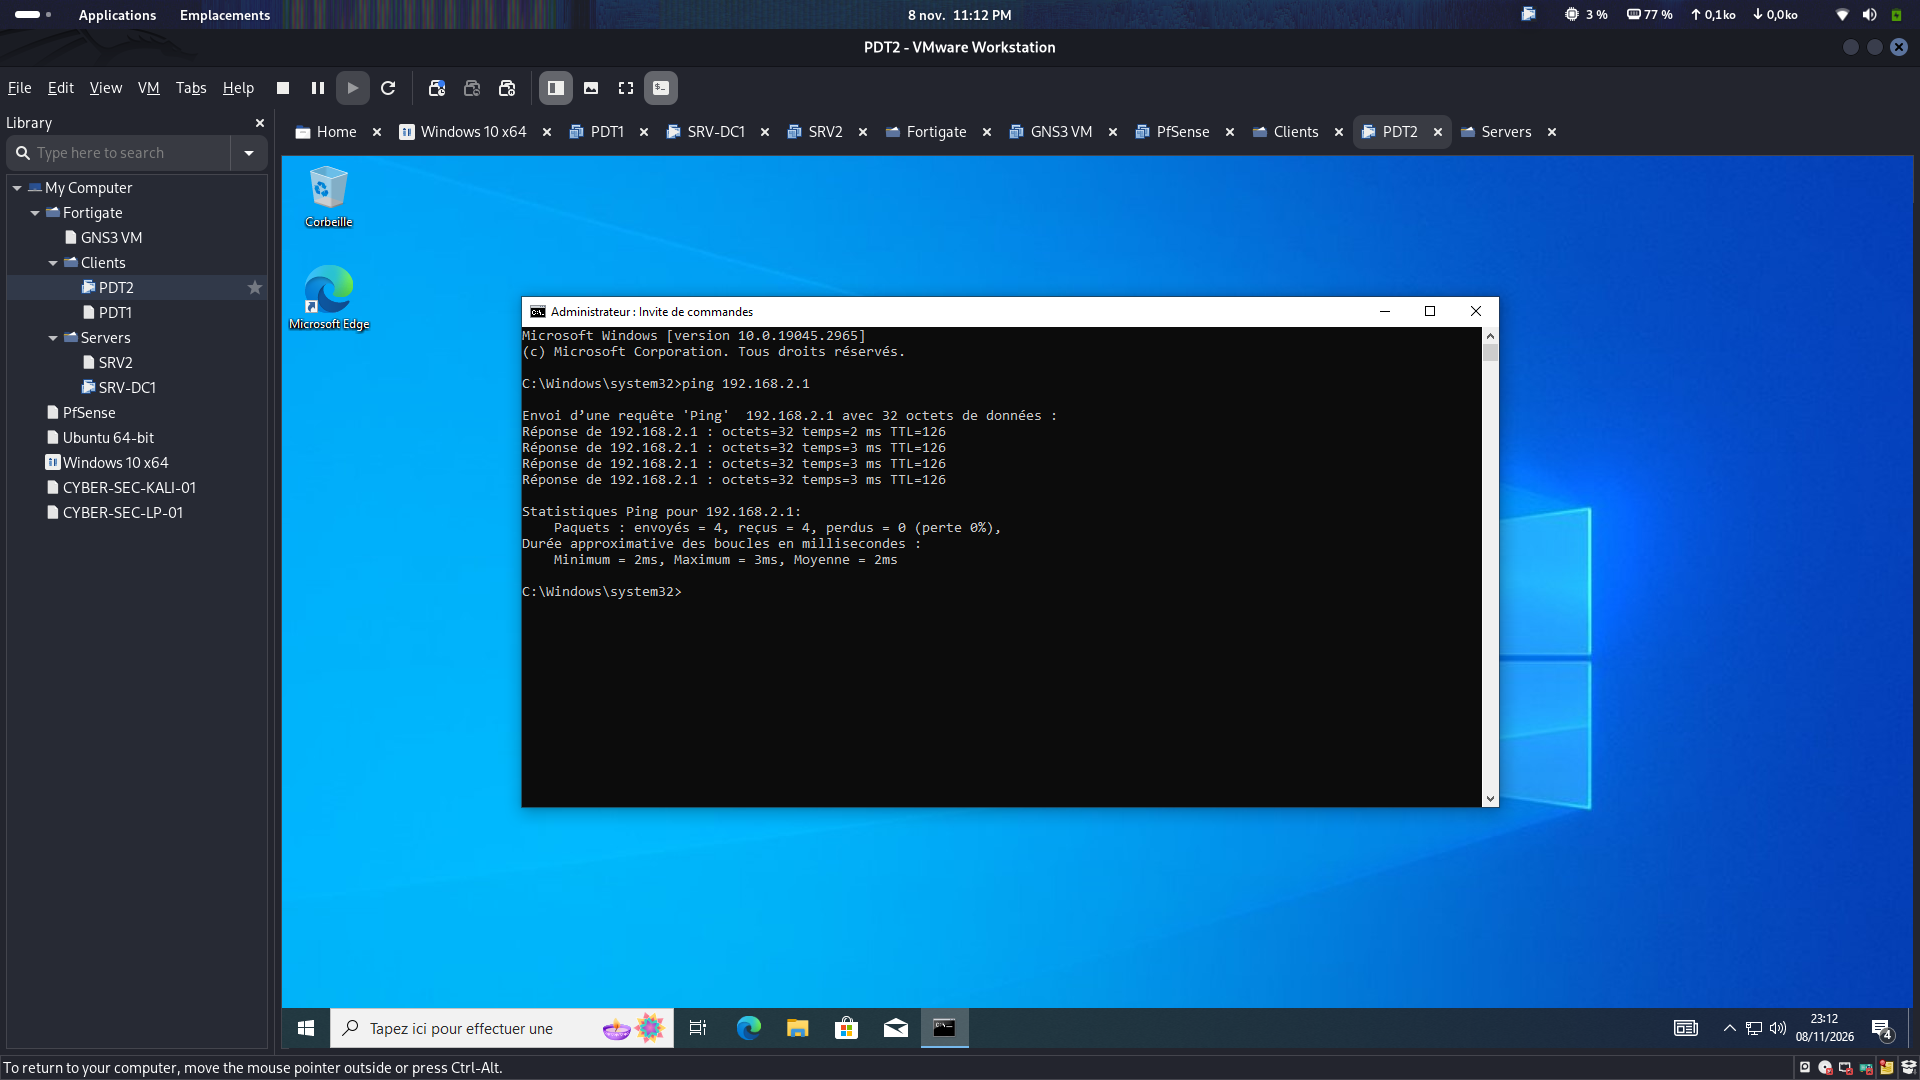 Applications Emplacements 8 nov. 11:12 PM 3 % 77 % 0,1ko 0,0ko
PDT2 - VMware Workstation
File Edit View VM Tabs Help
Library
Type here to search
Home Windows 10 x64 PDT1 SRV-DC1 SRV2 Fortigate GNS3 VM PfSense Clients PDT2 Servers
My Computer
Fortigate
GNS3 VM
Clients
PDT2
PDT1
Servers
SRV2
SRV-DC1
PfSense
Ubuntu 64-bit
Windows 10 x64
CYBER-SEC-KALI-01
CYBER-SEC-LP-01
Corbeille
Microsoft Edge
Administrateur : Invite de commandes
Microsoft Windows [version 10.0.19045.2965]
(c) Microsoft Corporation. Tous droits réservés.
C:\Windows\system32>ping 192.168.2.1
Envoi d’une requête 'Ping'  192.168.2.1 avec 32 octets de données :
Réponse de 192.168.2.1 : octets=32 temps=2 ms TTL=126
Réponse de 192.168.2.1 : octets=32 temps=3 ms TTL=126
Réponse de 192.168.2.1 : octets=32 temps=3 ms TTL=126
Réponse de 192.168.2.1 : octets=32 temps=3 ms TTL=126
Statistiques Ping pour 192.168.2.1:
Paquets : envoyés = 4, reçus = 4, perdus = 0 (perte 0%),
Durée approximative des boucles en millisecondes :
Minimum = 2ms, Maximum = 3ms, Moyenne = 2ms
C:\Windows\system32>
Tapez ici pour effectuer une
23:12
08/11/2026
4
To return to your computer, move the mouse pointer outside or press Ctrl-Alt.